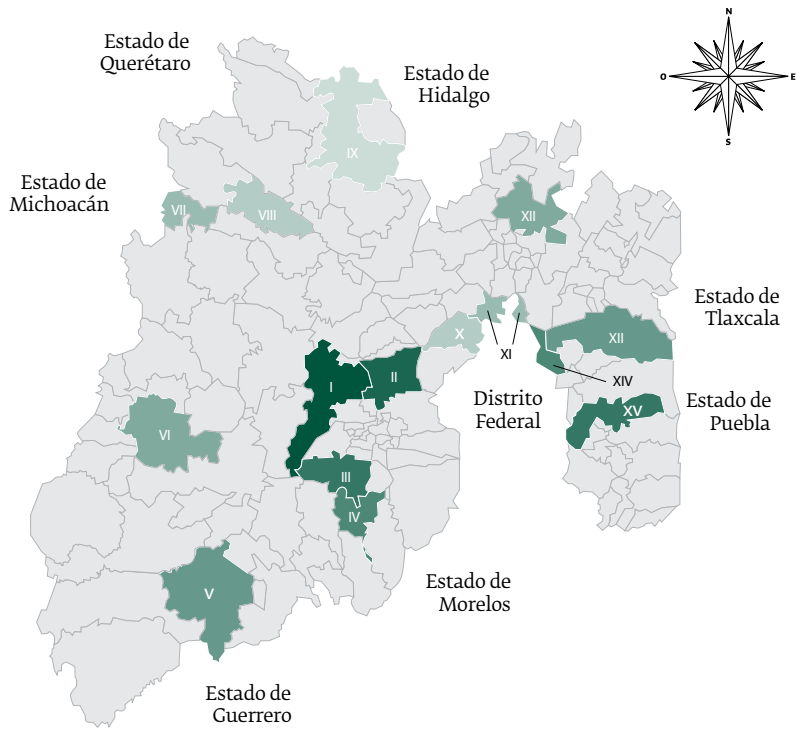 N
Estado de
Querétaro
Estado de
Hidalgo
O
E
S
IX
Estado de
Michoacán
VII
VIII
XII
Estado de
Tlaxcala
X
XI
XII
I
II
XIV
Distrito
Federal
Estado de
Puebla
XV
VI
III
IV
Estado de
Morelos
V
Estado de
Guerrero